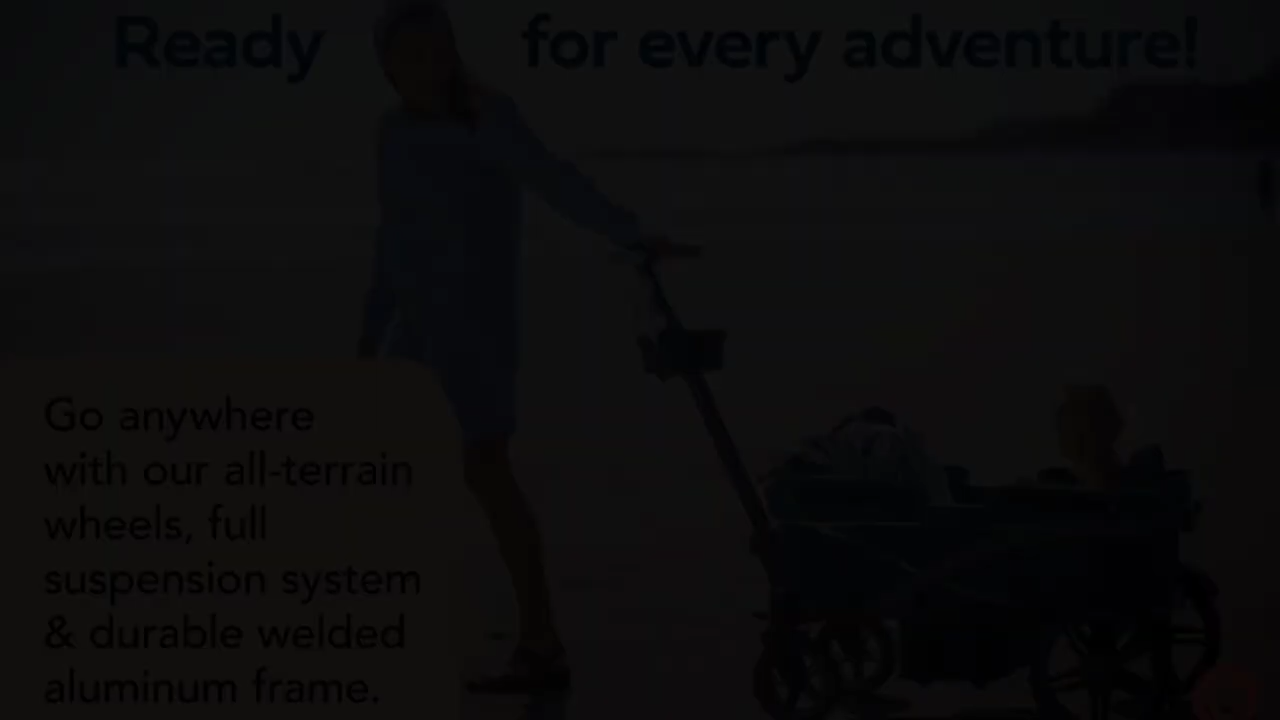 Ready for every adventure!
Go anywhere
with our all-terrain
wheels, full
suspension system
& durable welded
aluminum frame.